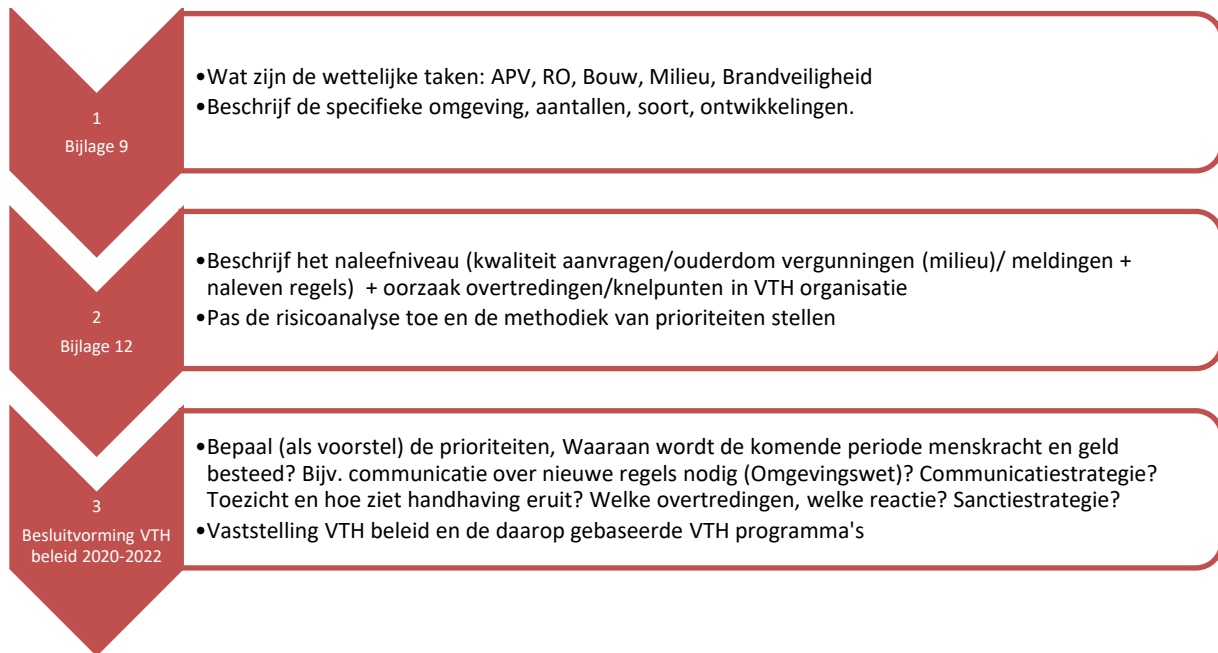 1
Bijlage 9
•Wat zijn de wettelijke taken: APV, RO, Bouw, Milieu, Brandveiligheid
•Beschrijf de specifieke omgeving, aantallen, soort, ontwikkelingen.
2
Bijlage 12
•Beschrijf het naleefniveau (kwaliteit aanvragen/ouderdom vergunningen (milieu)/ meldingen +
naleven regels)  + oorzaak overtredingen/knelpunten in VTH organisatie
•Pas de risicoanalyse toe en de methodiek van prioriteiten stellen
3
Besluitvorming VTH
beleid 2020-2022
•Bepaal (als voorstel) de prioriteiten, Waaraan wordt de komende periode menskracht en geld
besteed? Bijv. communicatie over nieuwe regels nodig (Omgevingswet)? Communicatiestrategie?
Toezicht en hoe ziet handhaving eruit? Welke overtredingen, welke reactie? Sanctiestrategie?
•Vaststelling VTH beleid en de daarop gebaseerde VTH programma's